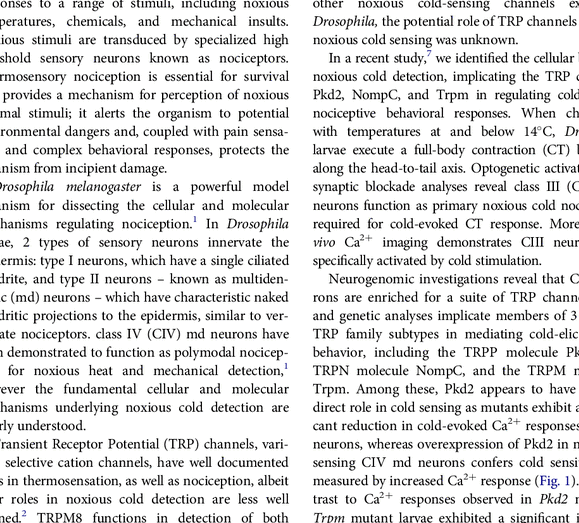 onses to a range of stimuli, including noxious
peratures, chemicals, and mechanical insults.
ious stimuli are transduced by specialized high
shold sensory neurons known as nociceptors.
ermosensory nociception is essential for survival
provides a mechanism for perception of noxious
mal stimuli; it alerts the organism to potential
ironmental dangers and, coupled with pain sensa-
and complex behavioral responses, protects the
anism from incipient damage.
Drosophila melanogaster is a powerful model
anism for dissecting the cellular and molecular
hanisms regulating nociception.1 In Drosophila
ae, 2 types of sensory neurons innervate the
dermis: type I neurons, which have a single ciliated
drite, and type II neurons – known as multiden-
ic (md) neurons – which have characteristic naked
dritic projections to the epidermis, similar to ver-
ate nociceptors. class IV (CIV) md neurons have
n demonstrated to function as polymodal nocicep-
for noxious heat and mechanical detection,1
ever the fundamental cellular and molecular
hanisms underlying noxious cold detection are
rly understood.
Transient Receptor Potential (TRP) channels, vari-
selective cation channels, have well documented
s in thermosensation, as well as nociception, albeit
r roles in noxious cold detection are less well
ned.2 TRPM8 functions in detection of both
other noxious cold-sensing channels ex
Drosophila, the potential role of TRP channels
noxious cold sensing was unknown.
In a recent study,7 we identified the cellular b
noxious cold detection, implicating the TRP c
Pkd2, NompC, and Trpm in regulating cold
nociceptive behavioral responses. When ch
with temperatures at and below 14°C, Dr
larvae execute a full-body contraction (CT) b
along the head-to-tail axis. Optogenetic activat
synaptic blockade analyses reveal class III (C
neurons function as primary noxious cold noc
required for cold-evoked CT response. More
vivo Ca2+ imaging demonstrates CIII neur
specifically activated by cold stimulation.
Neurogenomic investigations reveal that C
rons are enriched for a suite of TRP chann
and genetic analyses implicate members of 3
TRP family subtypes in mediating cold-elic
behavior, including the TRPP molecule Pk
TRPN molecule NompC, and the TRPM m
Trpm. Among these, Pkd2 appears to have
direct role in cold sensing as mutants exhibit a
cant reduction in cold-evoked Ca2+ responses
neurons, whereas overexpression of Pkd2 in n
sensing CIV md neurons confers cold sensit
measured by increased Ca2+ response (Fig. 1).
trast to Ca2+ responses observed in Pkd2 m
Trpm mutant larvae exhibited a significant i